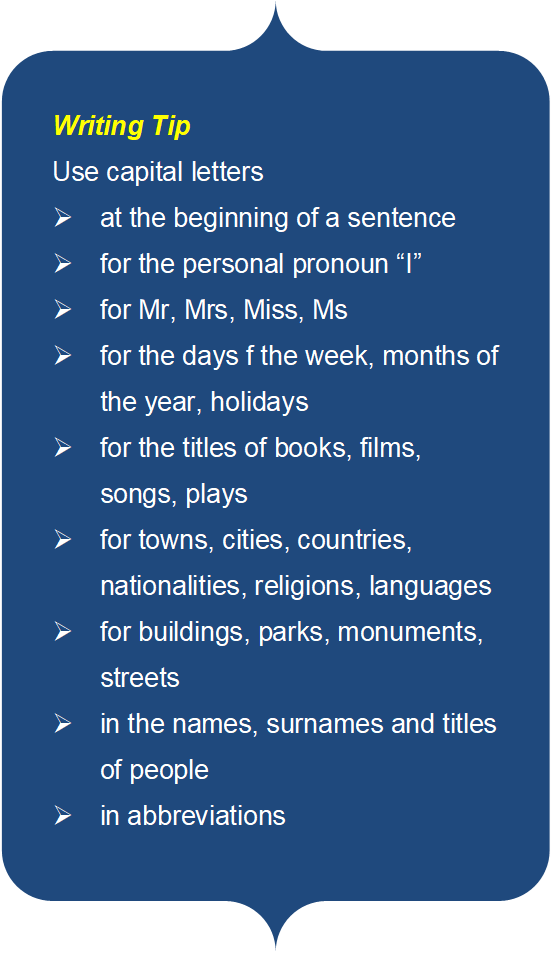 Writing Tip
Use capital letters
➢ at the beginning of a sentence
➢ for the personal pronoun “I”
➢ for Mr, Mrs, Miss, Ms
➢ for the days f the week, months of
the year, holidays
➢ for the titles of books, films,
songs, plays
➢ for towns, cities, countries,
nationalities, religions, languages
➢ for buildings, parks, monuments,
streets
➢ in the names, surnames and titles
of people
➢ in abbreviations